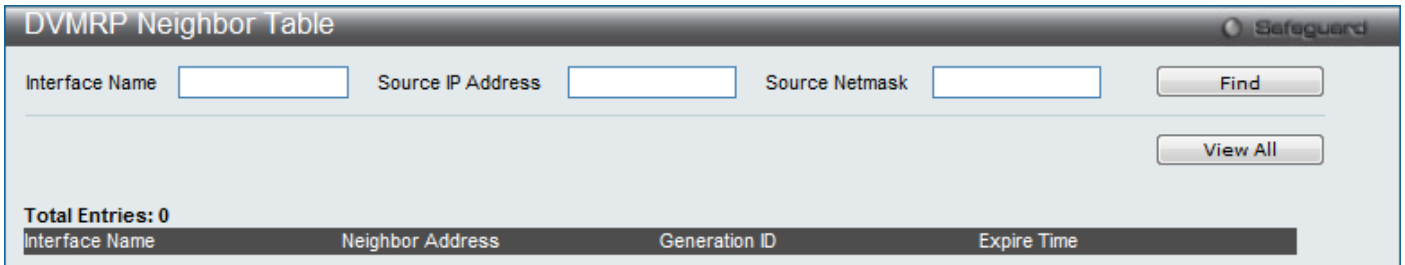 DVMRP Neighbor Table Safeguard
Interface Name Source IP Address Source Netmask Find
View All
Total Entries: 0
Interface Name Neighbor Address Generation ID Expire Time